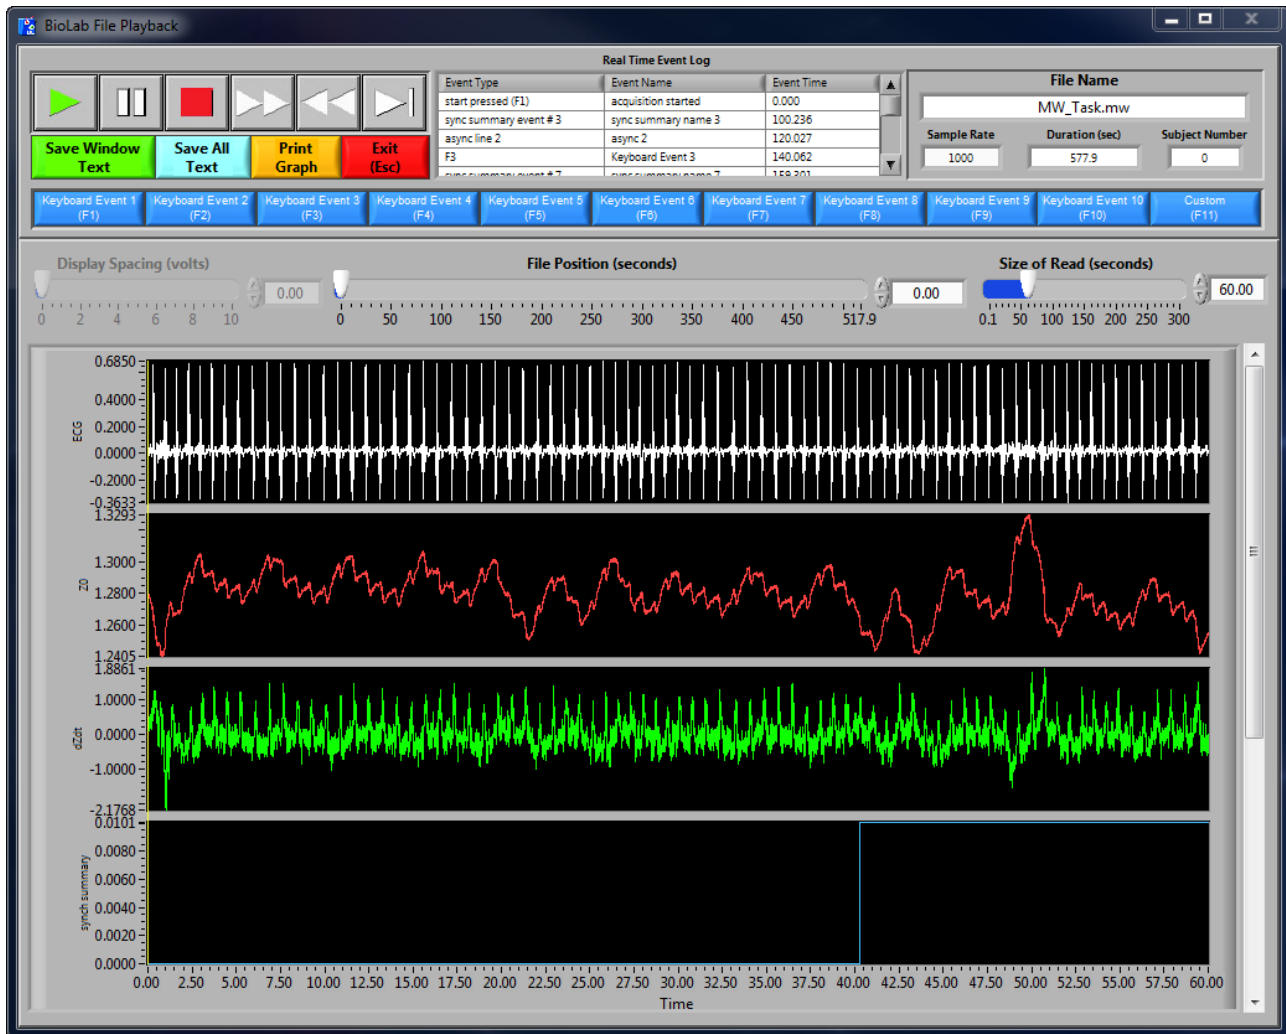 BioLab File Playback
Real Time Event Log
Event Type Event Name Event Time
start pressed (F1) acquisition started 0.000
sync summary event # 3 sync summary name 3 100.236
async line 2 async 2 120.027
F3 Keyboard Event 3 140.062
sync summary event # 7 sync summary name 7 159.301
File Name
MW_Task.mw
Sample Rate Duration (sec) Subject Number
1000 577.9 0
Save Window Text
Save All Text
Print Graph
Exit (Esc)
Keyboard Event 1 (F1)
Keyboard Event 2 (F2)
Keyboard Event 3 (F3)
Keyboard Event 4 (F4)
Keyboard Event 5 (F5)
Keyboard Event 6 (F6)
Keyboard Event 7 (F7)
Keyboard Event 8 (F8)
Keyboard Event 9 (F9)
Keyboard Event 10 (F10)
Custom (F11)
Display Spacing (volts)
0.00
0 2 4 6 8 10
File Position (seconds)
0.00
0 50 100 150 200 250 300 350 400 450 517.9
Size of Read (seconds)
60.00
0.1 50 100 150 200 250 300
ECG
0.6850
0.4000
0.2000
0.0000
-0.2000
-0.3633
Z0
1.3293
1.3000
1.2800
1.2600
1.2405
dZdt
1.8861
1.0000
0.0000
-1.0000
-2.1768
synch summary
0.0101
0.0080
0.0060
0.0040
0.0020
0.0000
0.00 2.50 5.00 7.50 10.00 12.50 15.00 17.50 20.00 22.50 25.00 27.50 30.00 32.50 35.00 37.50 40.00 42.50 45.00 47.50 50.00 52.50 55.00 57.50 60.00
Time